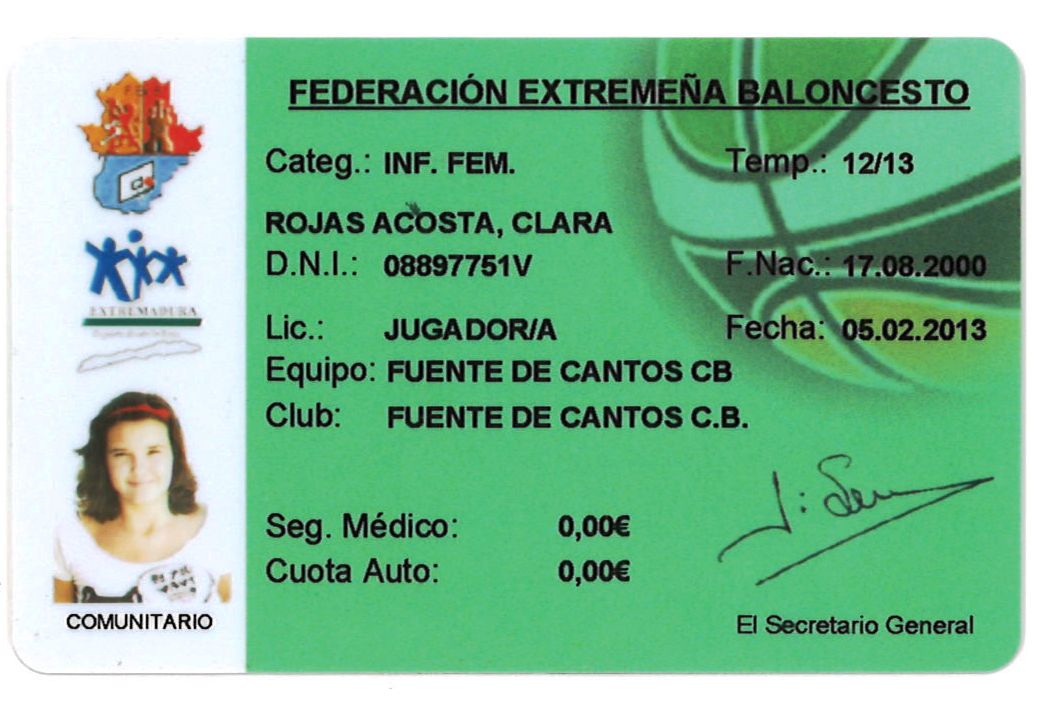 FEDERACIÓN EXTREMEÑA BALONCESTO
Categ.: INF. FEM. Temp.: 12/13
ROJAS ACOSTA, CLARA
D.N.I.: 08897751V F.Nac.: 17.08.2000
Lic.: JUGADOR/A Fecha: 05.02.2013
Equipo: FUENTE DE CANTOS CB
Club: FUENTE DE CANTOS C.B.
Seg. Médico: 0,00€
Cuota Auto: 0,00€
El Secretario General
EXTREMADURA
COMUNITARIO